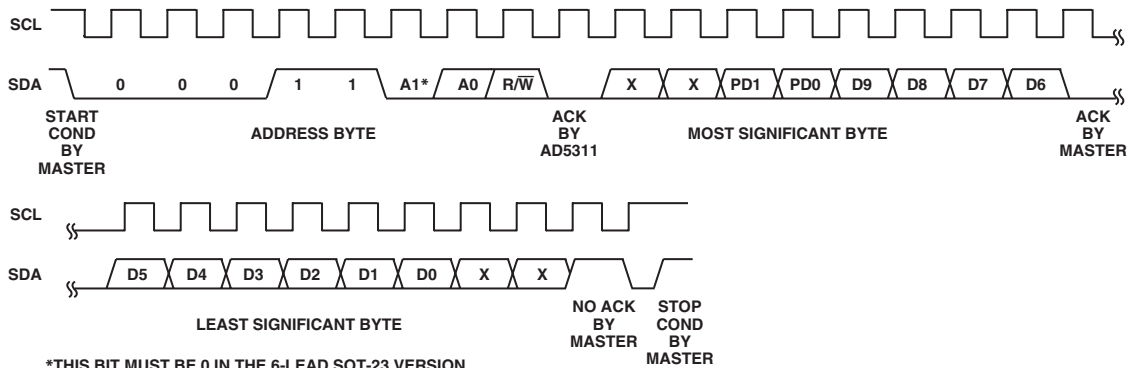 SCL
SDA 0 0 0 1 1 A1* A0 R/W̅ X X PD1 PD0 D9 D8 D7 D6
START COND BY MASTER
ADDRESS BYTE
ACK BY AD5311
MOST SIGNIFICANT BYTE
ACK BY MASTER
SCL
SDA D5 D4 D3 D2 D1 D0 X X
LEAST SIGNIFICANT BYTE
NO ACK BY MASTER
STOP COND BY MASTER
*THIS BIT MUST BE 0 IN THE 6-LEAD SOT-23 VERSION